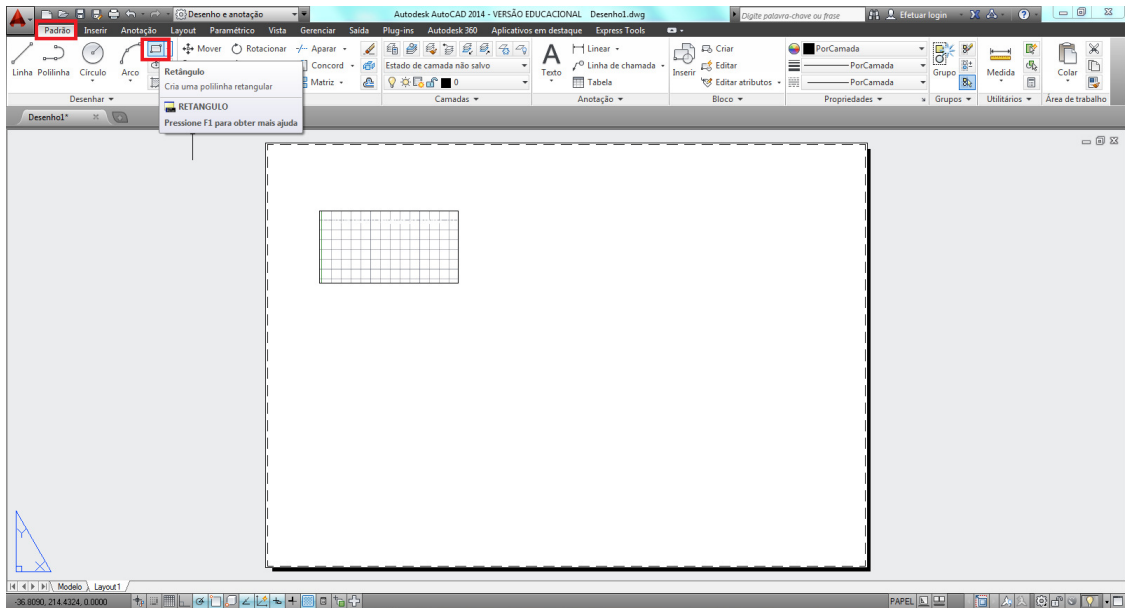 Desenho e anotação
Autodesk AutoCAD 2014 - VERSÃO EDUCACIONAL Desenho1.dwg
Digite palavra-chave ou frase
Efetuar login
Padrão Inserir Anotação Layout Paramétrico Vista Gerenciar Saída Plug-ins Autodesk 360 Aplicativos em destaque Express Tools
Mover Rotacionar Aparar Linear Criar PorCamada
Linha Polilinha Círculo Arco Concord Estado de camada não salvo Texto Linha de chamada Inserir Editar PorCamada Grupo Medida Colar
Matriz 0 Tabela Editar atributos PorCamada
Desenhar Camadas Anotação Bloco Propriedades Grupos Utilitários Área de trabalho
Retângulo
Cria uma polilinha retangular
RETANGULO
Pressione F1 para obter mais ajuda
Desenho1*
Y
X
Modelo Layout1
-36.8090, 214.4324, 0.0000
PAPEL